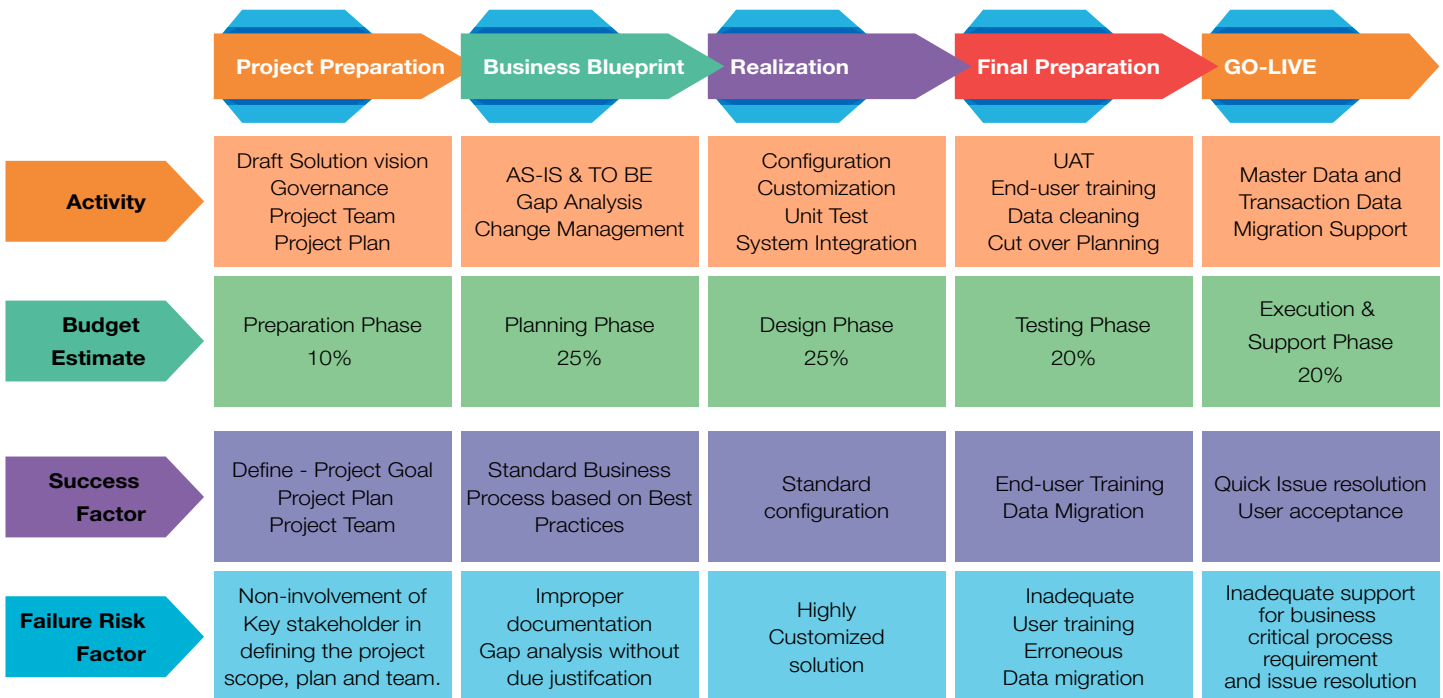 Project Preparation
Business Blueprint
Realization
Final Preparation
GO-LIVE
Activity
Draft Solution vision
Governance
Project Team
Project Plan
AS-IS & TO BE
Gap Analysis
Change Management
Configuration
Customization
Unit Test
System Integration
UAT
End-user training
Data cleaning
Cut over Planning
Master Data and
Transaction Data
Migration Support
Budget
Estimate
Preparation Phase
10%
Planning Phase
25%
Design Phase
25%
Testing Phase
20%
Execution &
Support Phase
20%
Success
Factor
Define - Project Goal
Project Plan
Project Team
Standard Business
Process based on Best
Practices
Standard
configuration
End-user Training
Data Migration
Quick Issue resolution
User acceptance
Failure Risk
Factor
Non-involvement of
Key stakeholder in
defining the project
scope, plan and team.
Improper
documentation
Gap analysis without
due justifcation
Highly
Customized
solution
Inadequate
User training
Erroneous
Data migration
Inadequate support
for business
critical process
requirement
and issue resolution